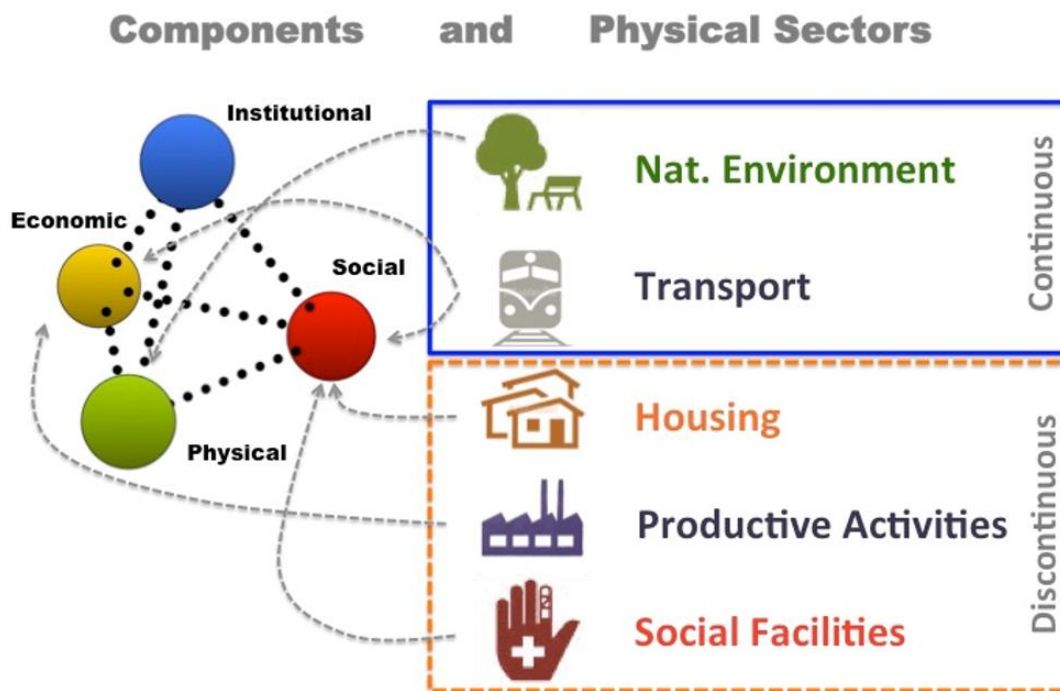 Components and Physical Sectors
Institutional
Economic
Social
Physical
Nat. Environment
Transport
Continuous
Housing
Productive Activities
Social Facilities
Discontinuous